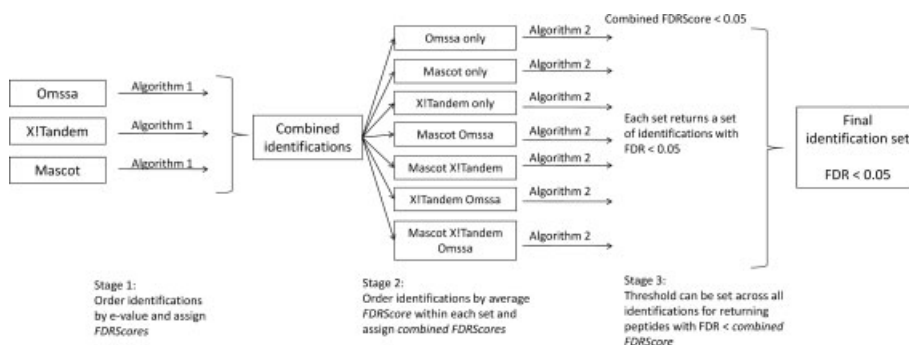 Omssa
Algorithm 1
X!Tandem
Algorithm 1
Mascot
Algorithm 1
Combined
identifications
Omssa only
Algorithm 2
Mascot only
Algorithm 2
X!Tandem only
Algorithm 2
Mascot Omssa
Algorithm 2
Mascot X!Tandem
Algorithm 2
X!Tandem Omssa
Algorithm 2
Mascot X!Tandem
Omssa
Algorithm 2
Combined FDRScore < 0.05
Each set returns a set
of identifications with
FDR < 0.05
Final
identification set
FDR < 0.05
Stage 1:
Order identifications
by e-value and assign
FDRScores
Stage 2:
Order identifications by average
FDRScore within each set and
assign combined FDRScores
Stage 3:
Threshold can be set across all
identifications for returning
peptides with FDR < combined
FDRScore